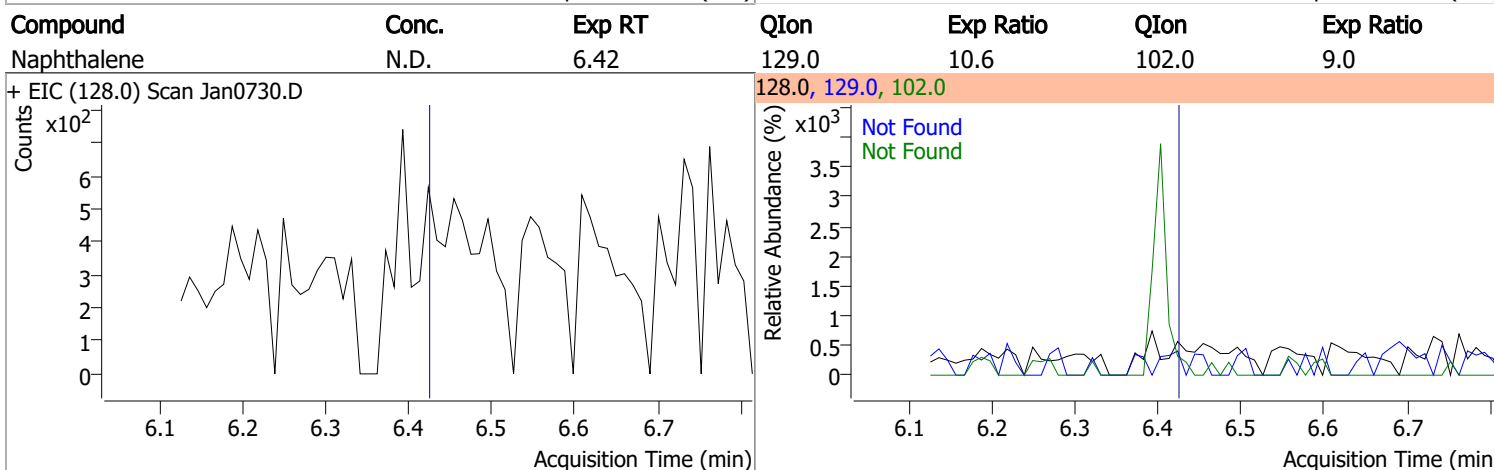 Compound Conc. Exp RT QIon Exp Ratio QIon Exp Ratio
Naphthalene N.D. 6.42 129.0 10.6 102.0 9.0
+ EIC (128.0) Scan Jan0730.D
Counts
x10²
6
5
4
3
2
1
0
6.1 6.2 6.3 6.4 6.5 6.6 6.7
Acquisition Time (min)
128.0, 129.0, 102.0
Relative Abundance (%)
x10³
Not Found
Not Found
3.5
3
2.5
2
1.5
1
0.5
0
6.1 6.2 6.3 6.4 6.5 6.6 6.7
Acquisition Time (min)